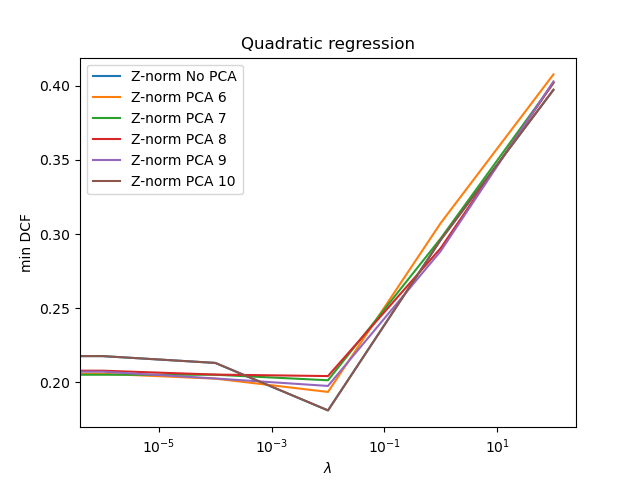 Quadratic regression
Z-norm No PCA
Z-norm PCA 6
Z-norm PCA 7
Z-norm PCA 8
Z-norm PCA 9
Z-norm PCA 10
0.40
0.35
0.30
0.25
0.20
min DCF
10⁻⁵
10⁻³
10⁻¹
10¹
λ